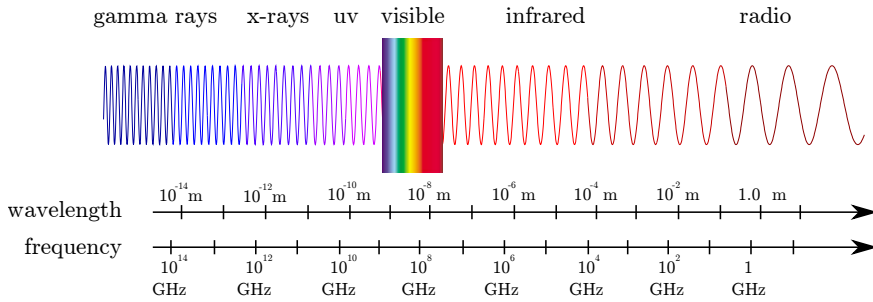 gamma rays x-rays uv visible infrared radio
10^-14 m 10^-12 m 10^-10 m 10^-8 m 10^-6 m 10^-4 m 10^-2 m 1.0 m
wavelength
frequency
10^14 10^12 10^10 10^8 10^6 10^4 10^2 1
GHz GHz GHz GHz GHz GHz GHz GHz